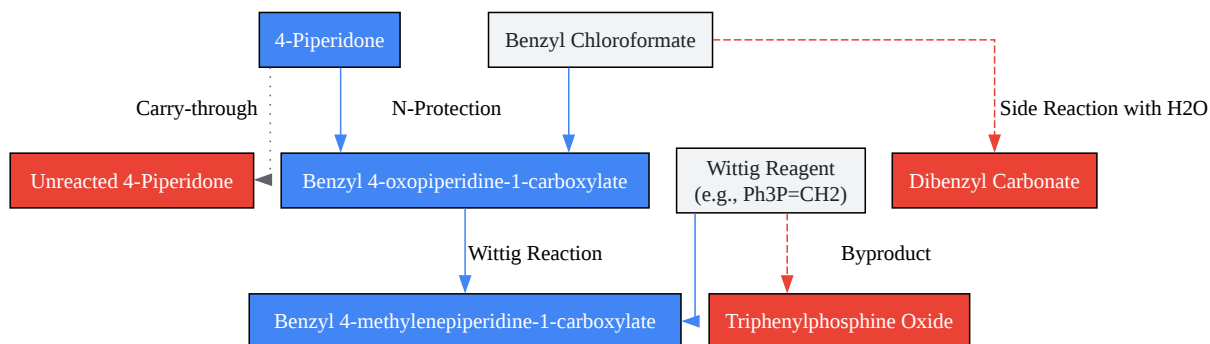 4-Piperidone
Benzyl Chloroformate
Carry-through
N-Protection
Side Reaction with H2O
Unreacted 4-Piperidone
Benzyl 4-oxopiperidine-1-carboxylate
Wittig Reagent
(e.g., Ph3P=CH2)
Dibenzyl Carbonate
Wittig Reaction
Byproduct
Benzyl 4-methylenepiperidine-1-carboxylate
Triphenylphosphine Oxide